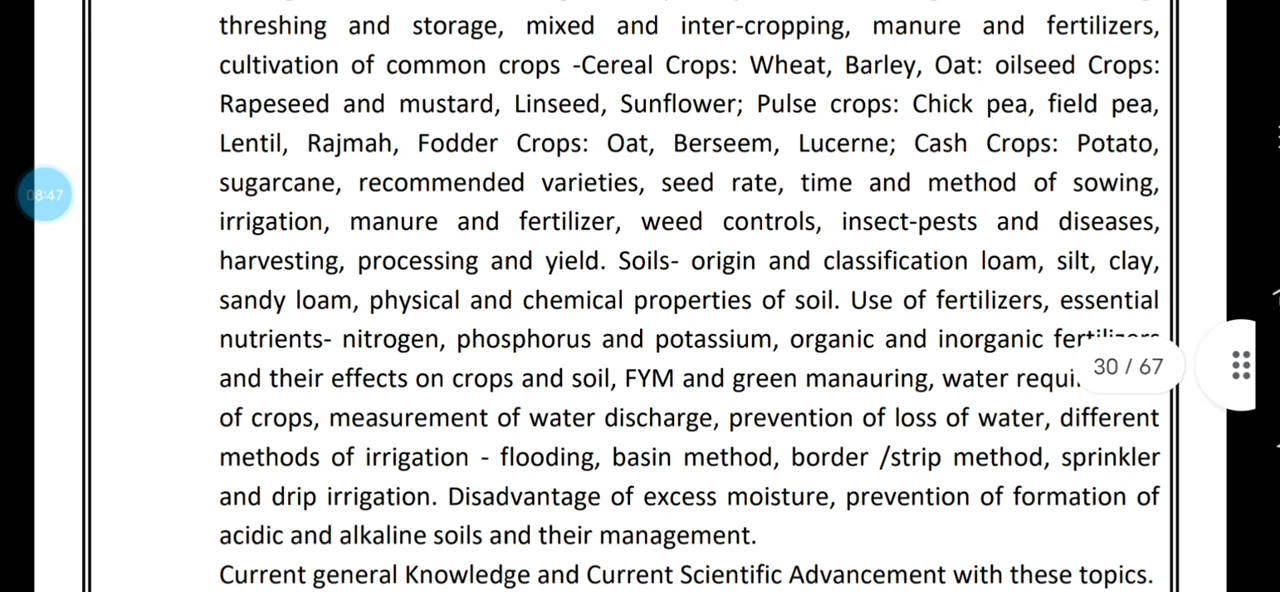 threshing and storage, mixed and inter-cropping, manure and fertilizers,
cultivation of common crops -Cereal Crops: Wheat, Barley, Oat: oilseed Crops:
Rapeseed and mustard, Linseed, Sunflower; Pulse crops: Chick pea, field pea,
08:47
Lentil, Rajmah, Fodder Crops: Oat, Berseem, Lucerne; Cash Crops: Potato,
sugarcane, recommended varieties, seed rate, time and method of sowing,
irrigation, manure and fertilizer, weed controls, insect-pests and diseases,
harvesting, processing and yield. Soils- origin and classification loam, silt, clay,
sandy loam, physical and chemical properties of soil. Use of fertilizers, essential
nutrients- nitrogen, phosphorus and potassium, organic and inorganic fertilizers
30 / 67
and their effects on crops and soil, FYM and green manauring, water
of crops, measurement of water discharge, prevention of loss of water, different
methods of irrigation - flooding, basin method, border /strip method, sprinkler
and drip irrigation. Disadvantage of excess moisture, prevention of formation of
acidic and alkaline soils and their management.
Current general Knowledge and Current Scientific Advancement with these topics.